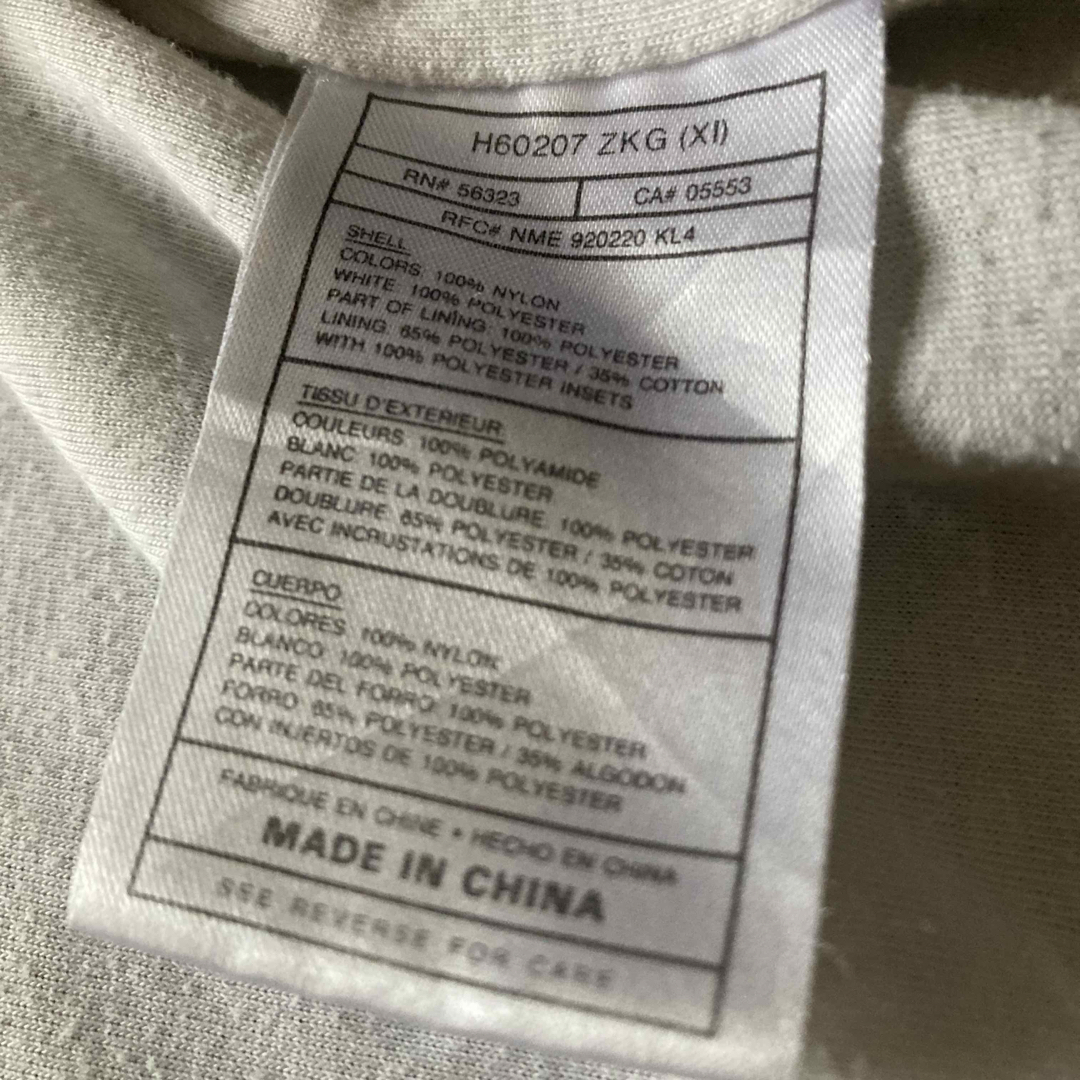 H60207 ZKG (XI)
RN# 56323 CA# 05553
RFC# NME 920220 KL4
SHELL
COLORS: 100% NYLON
WHITE: 100% POLYESTER
PART OF LINING: 100% POLYESTER
LINING: 65% POLYESTER / 35% COTTON
WITH 100% POLYESTER INSETS
TISSU D'EXTERIEUR:
COULEURS: 100% POLYAMIDE
BLANC: 100% POLYESTER
PARTIE DE LA DOUBLURE: 100% POLYESTER
DOUBLURE: 65% POLYESTER / 35% COTON
AVEC INCRUSTATIONS DE 100% POLYESTER
CUERPO:
COLORES: 100% NYLON
BLANCO: 100% POLYESTER
PARTE DEL FORRO: 100% POLYESTER
FORRO: 65% POLYESTER / 35% ALGODON
CON INJERTOS DE 100% POLYESTER
FABRIQUE EN CHINE • HECHO EN CHINA
MADE IN CHINA
SEE REVERSE FOR CARE